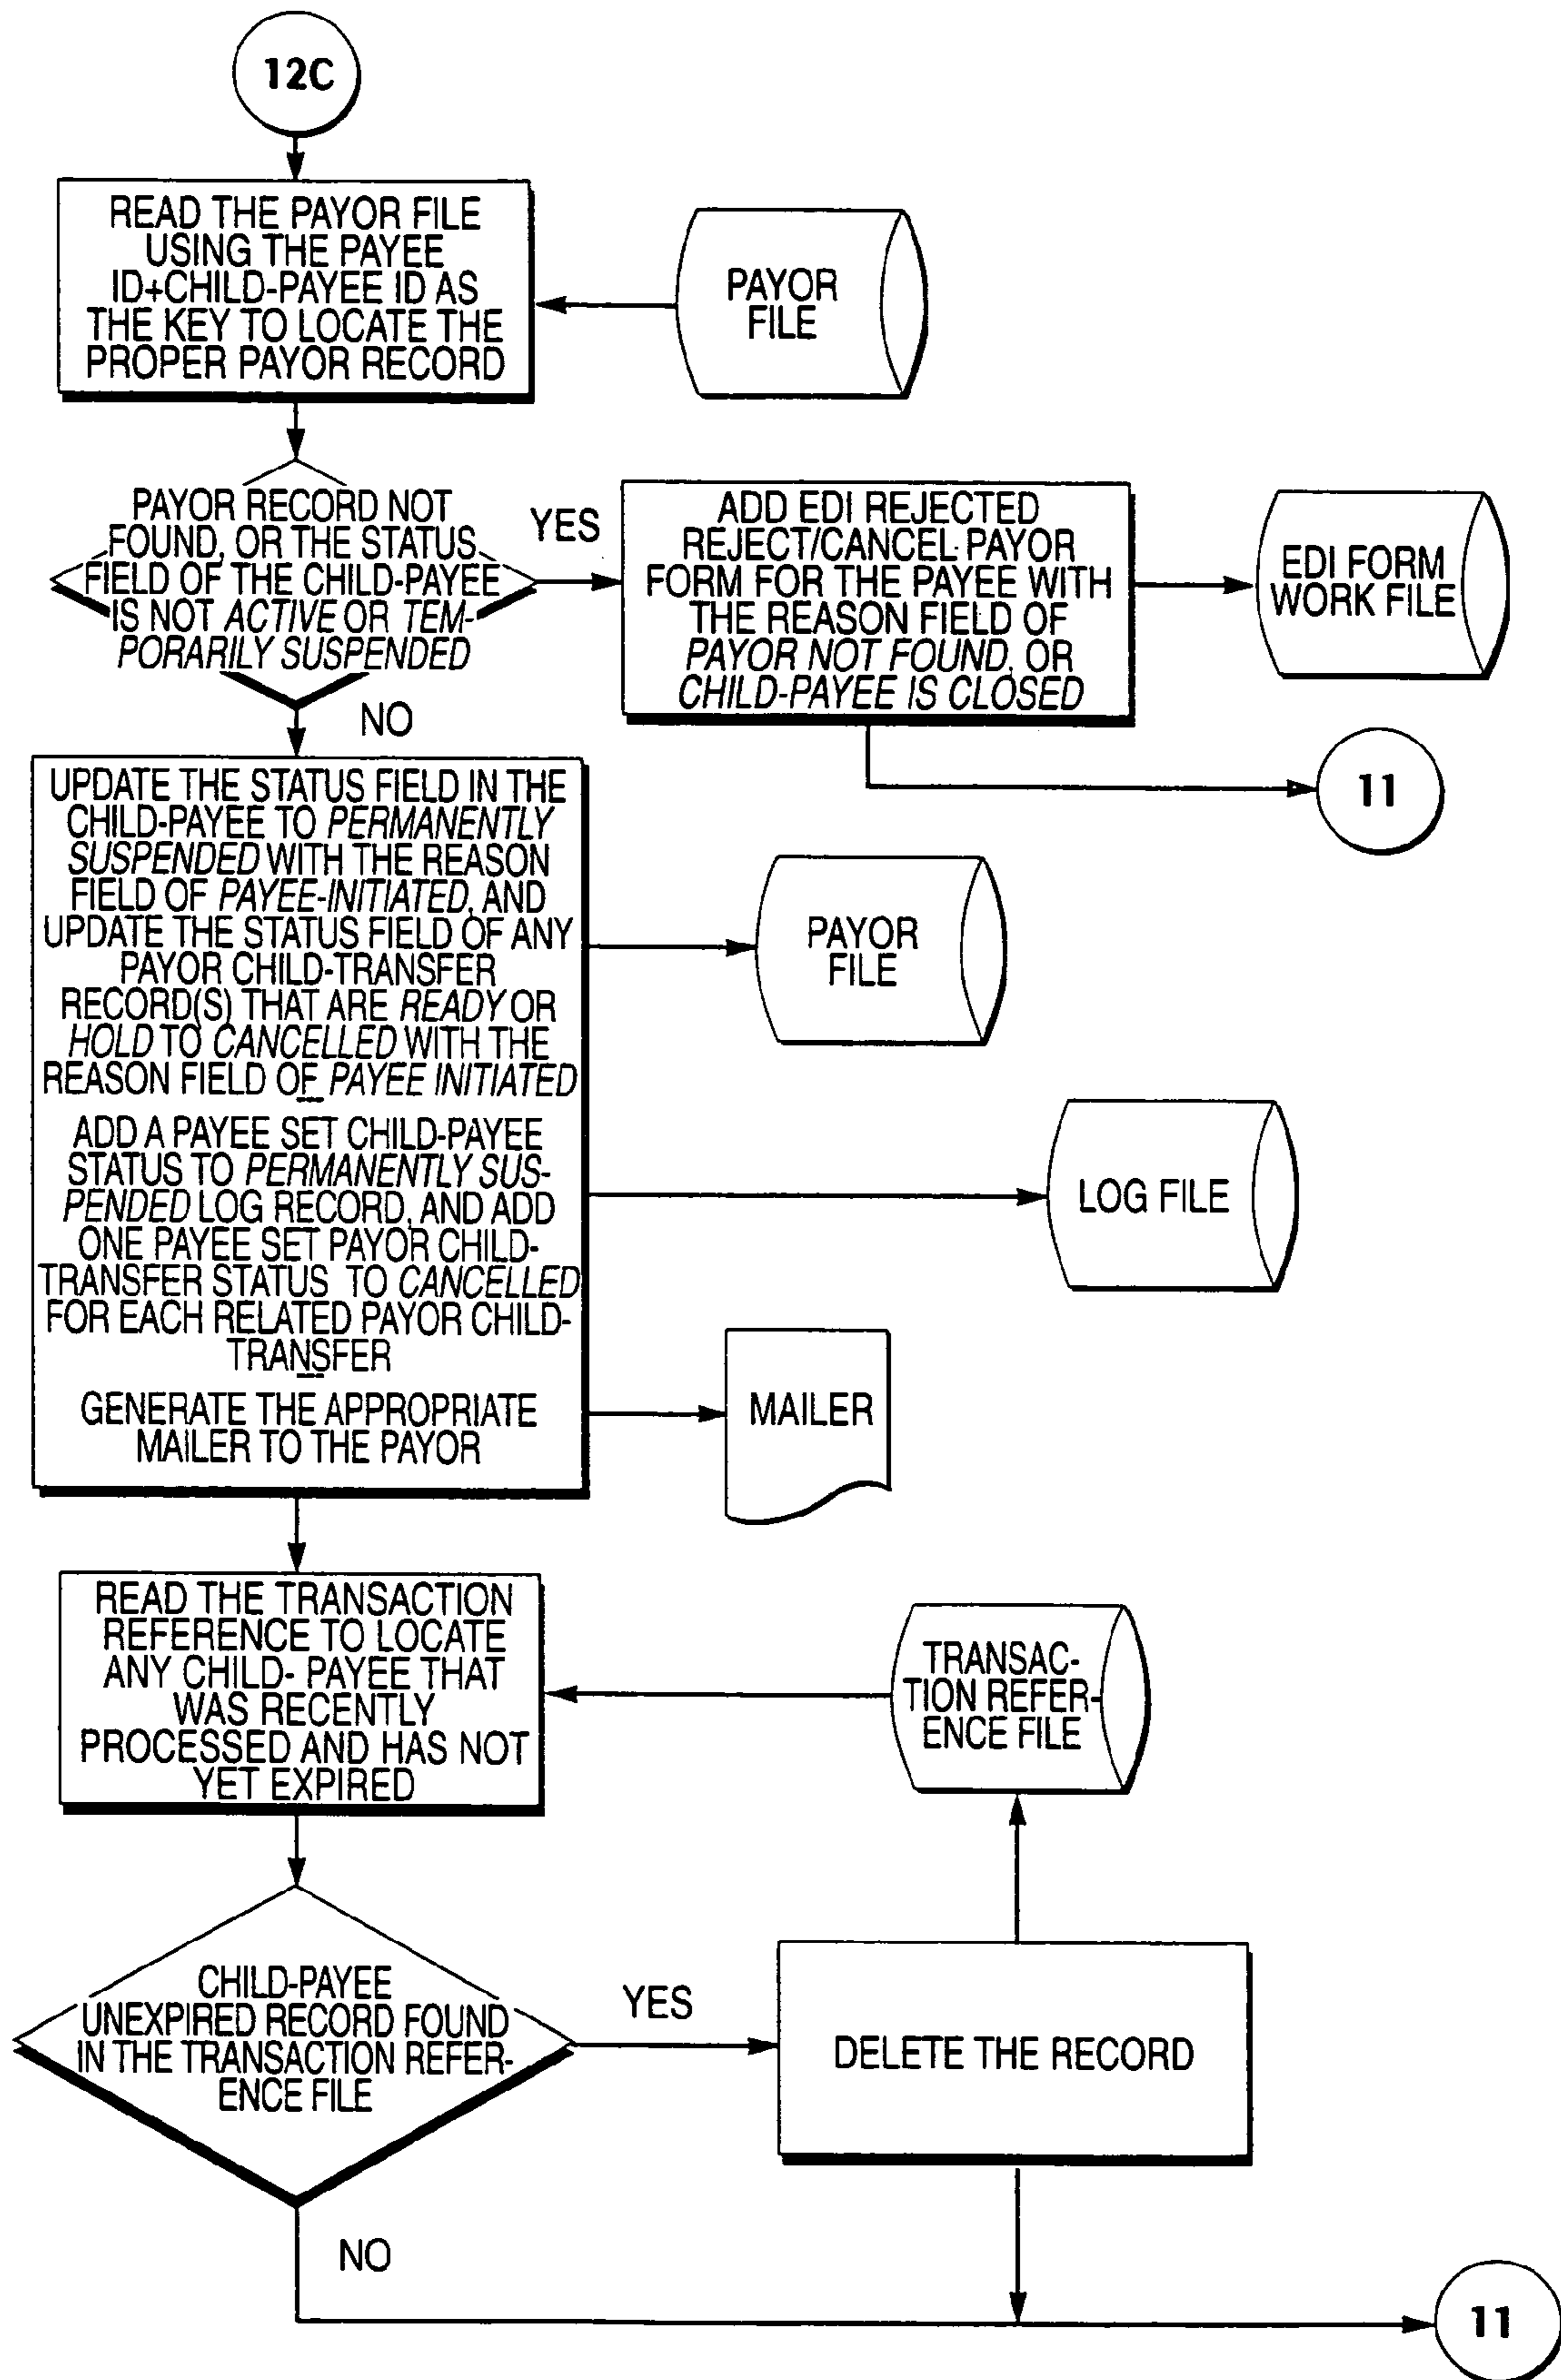 12C
READ THE PAYOR FILE
USING THE PAYEE
ID+CHILD-PAYEE ID AS
THE KEY TO LOCATE THE
PROPER PAYOR RECORD
PAYOR
FILE
PAYOR RECORD NOT
FOUND, OR THE STATUS
FIELD OF THE CHILD-PAYEE
IS NOT ACTIVE OR TEM-
PORARILY SUSPENDED
YES
ADD EDI REJECTED
REJECT/CANCEL PAYOR
FORM FOR THE PAYEE WITH
THE REASON FIELD OF
PAYOR NOT FOUND, OR
CHILD-PAYEE IS CLOSED
EDI FORM
WORK FILE
NO
11
UPDATE THE STATUS FIELD IN THE
CHILD-PAYEE TO PERMANENTLY
SUSPENDED WITH THE REASON
FIELD OF PAYEE-INITIATED, AND
UPDATE THE STATUS FIELD OF ANY
PAYOR CHILD-TRANSFER
RECORD(S) THAT ARE READY OR
HOLD TO CANCELLED WITH THE
REASON FIELD OF PAYEE INITIATED
PAYOR
FILE
ADD A PAYEE SET CHILD-PAYEE
STATUS TO PERMANENTLY SUS-
PENDED LOG RECORD, AND ADD
ONE PAYEE SET PAYOR CHILD-
TRANSFER STATUS TO CANCELLED
FOR EACH RELATED PAYOR CHILD-
TRANSFER
LOG FILE
GENERATE THE APPROPRIATE
MAILER TO THE PAYOR
MAILER
READ THE TRANSACTION
REFERENCE TO LOCATE
ANY CHILD- PAYEE THAT
WAS RECENTLY
PROCESSED AND HAS NOT
YET EXPIRED
TRANSAC-
TION REFER-
ENCE FILE
CHILD-PAYEE
UNEXPIRED RECORD FOUND
IN THE TRANSACTION REFER-
ENCE FILE
YES
DELETE THE RECORD
NO
11